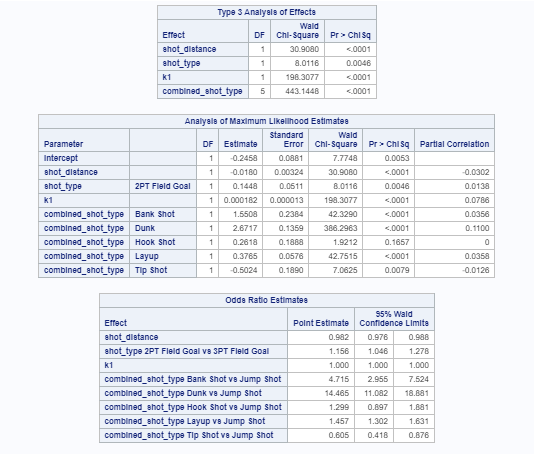 Type 3 Analysis of Effects
Effect DF Wald Chi-Square Pr > ChiSq
shot_distance 1 30.9080 <.0001
shot_type 1 8.0116 0.0046
k1 1 198.3077 <.0001
combined_shot_type 5 443.1448 <.0001
Analysis of Maximum Likelihood Estimates
Parameter DF Estimate Standard Error Wald Chi-Square Pr > ChiSq Partial Correlation
Intercept 1 -0.2458 0.0881 7.7748 0.0053
shot_distance 1 -0.0180 0.00324 30.9080 <.0001 -0.0302
shot_type 2PT Field Goal 1 0.1448 0.0511 8.0116 0.0046 0.0138
k1 1 0.000182 0.000013 198.3077 <.0001 0.0786
combined_shot_type Bank Shot 1 1.5508 0.2384 42.3290 <.0001 0.0356
combined_shot_type Dunk 1 2.6717 0.1359 386.2963 <.0001 0.1100
combined_shot_type Hook Shot 1 0.2618 0.1888 1.9212 0.1657 0
combined_shot_type Layup 1 0.3765 0.0576 42.7515 <.0001 0.0358
combined_shot_type Tip Shot 1 -0.5024 0.1890 7.0625 0.0079 -0.0126
Odds Ratio Estimates
Effect Point Estimate 95% Wald Confidence Limits
shot_distance 0.982 0.976 0.988
shot_type 2PT Field Goal vs 3PT Field Goal 1.156 1.046 1.278
k1 1.000 1.000 1.000
combined_shot_type Bank Shot vs Jump Shot 4.715 2.955 7.524
combined_shot_type Dunk vs Jump Shot 14.465 11.082 18.881
combined_shot_type Hook Shot vs Jump Shot 1.299 0.897 1.881
combined_shot_type Layup vs Jump Shot 1.457 1.302 1.631
combined_shot_type Tip Shot vs Jump Shot 0.605 0.418 0.876